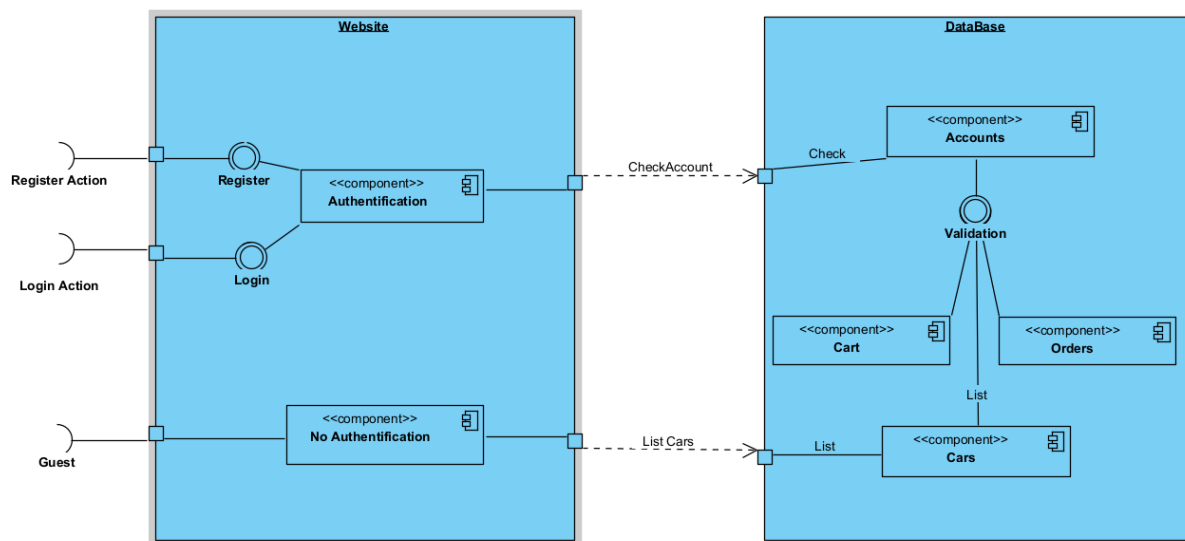 Website
DataBase
<<component>>
Accounts
Check
CheckAccount
Register Action
Register
<<component>>
Authentification
Validation
Login Action
Login
<<component>>
Cart
<<component>>
Orders
List
<<component>>
No Authentification
List Cars
List
<<component>>
Cars
Guest